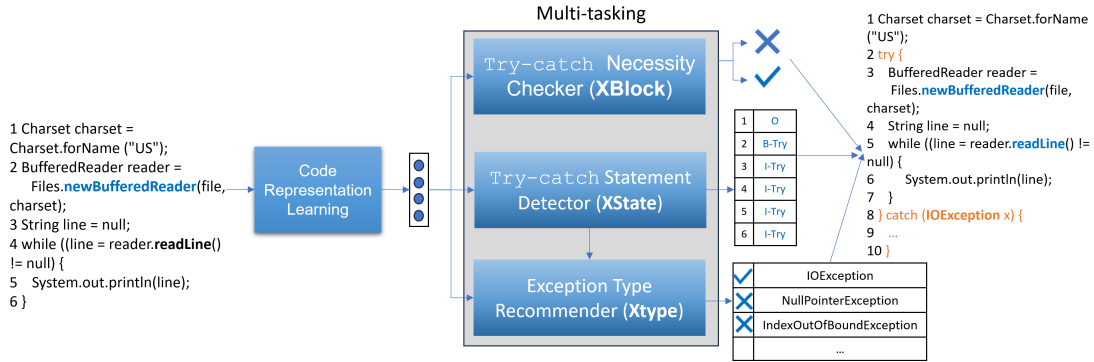 Multi-tasking
1 Charset charset =
Charset.forName ("US");
2 BufferedReader reader =
Files.newBufferedReader(file,
charset);
3 String line = null;
4 while ((line = reader.readLine()
!= null) {
5 System.out.println(line);
6 }
Code
Representation
Learning
Try-catch Necessity
Checker (XBlock)
Try-catch Statement
Detector (XState)
Exception Type
Recommender (Xtype)
1 O
2 B-Try
3 I-Try
4 I-Try
5 I-Try
6 I-Try
IOException
NullPointerException
IndexOutOfBoundException
...
1 Charset charset = Charset.forName
("US");
2 try {
3 BufferedReader reader =
Files.newBufferedReader(file,
charset);
4 String line = null;
5 while ((line = reader.readLine() !=
null) {
6 System.out.println(line);
7 }
8 } catch (IOException x) {
9 ...
10 }